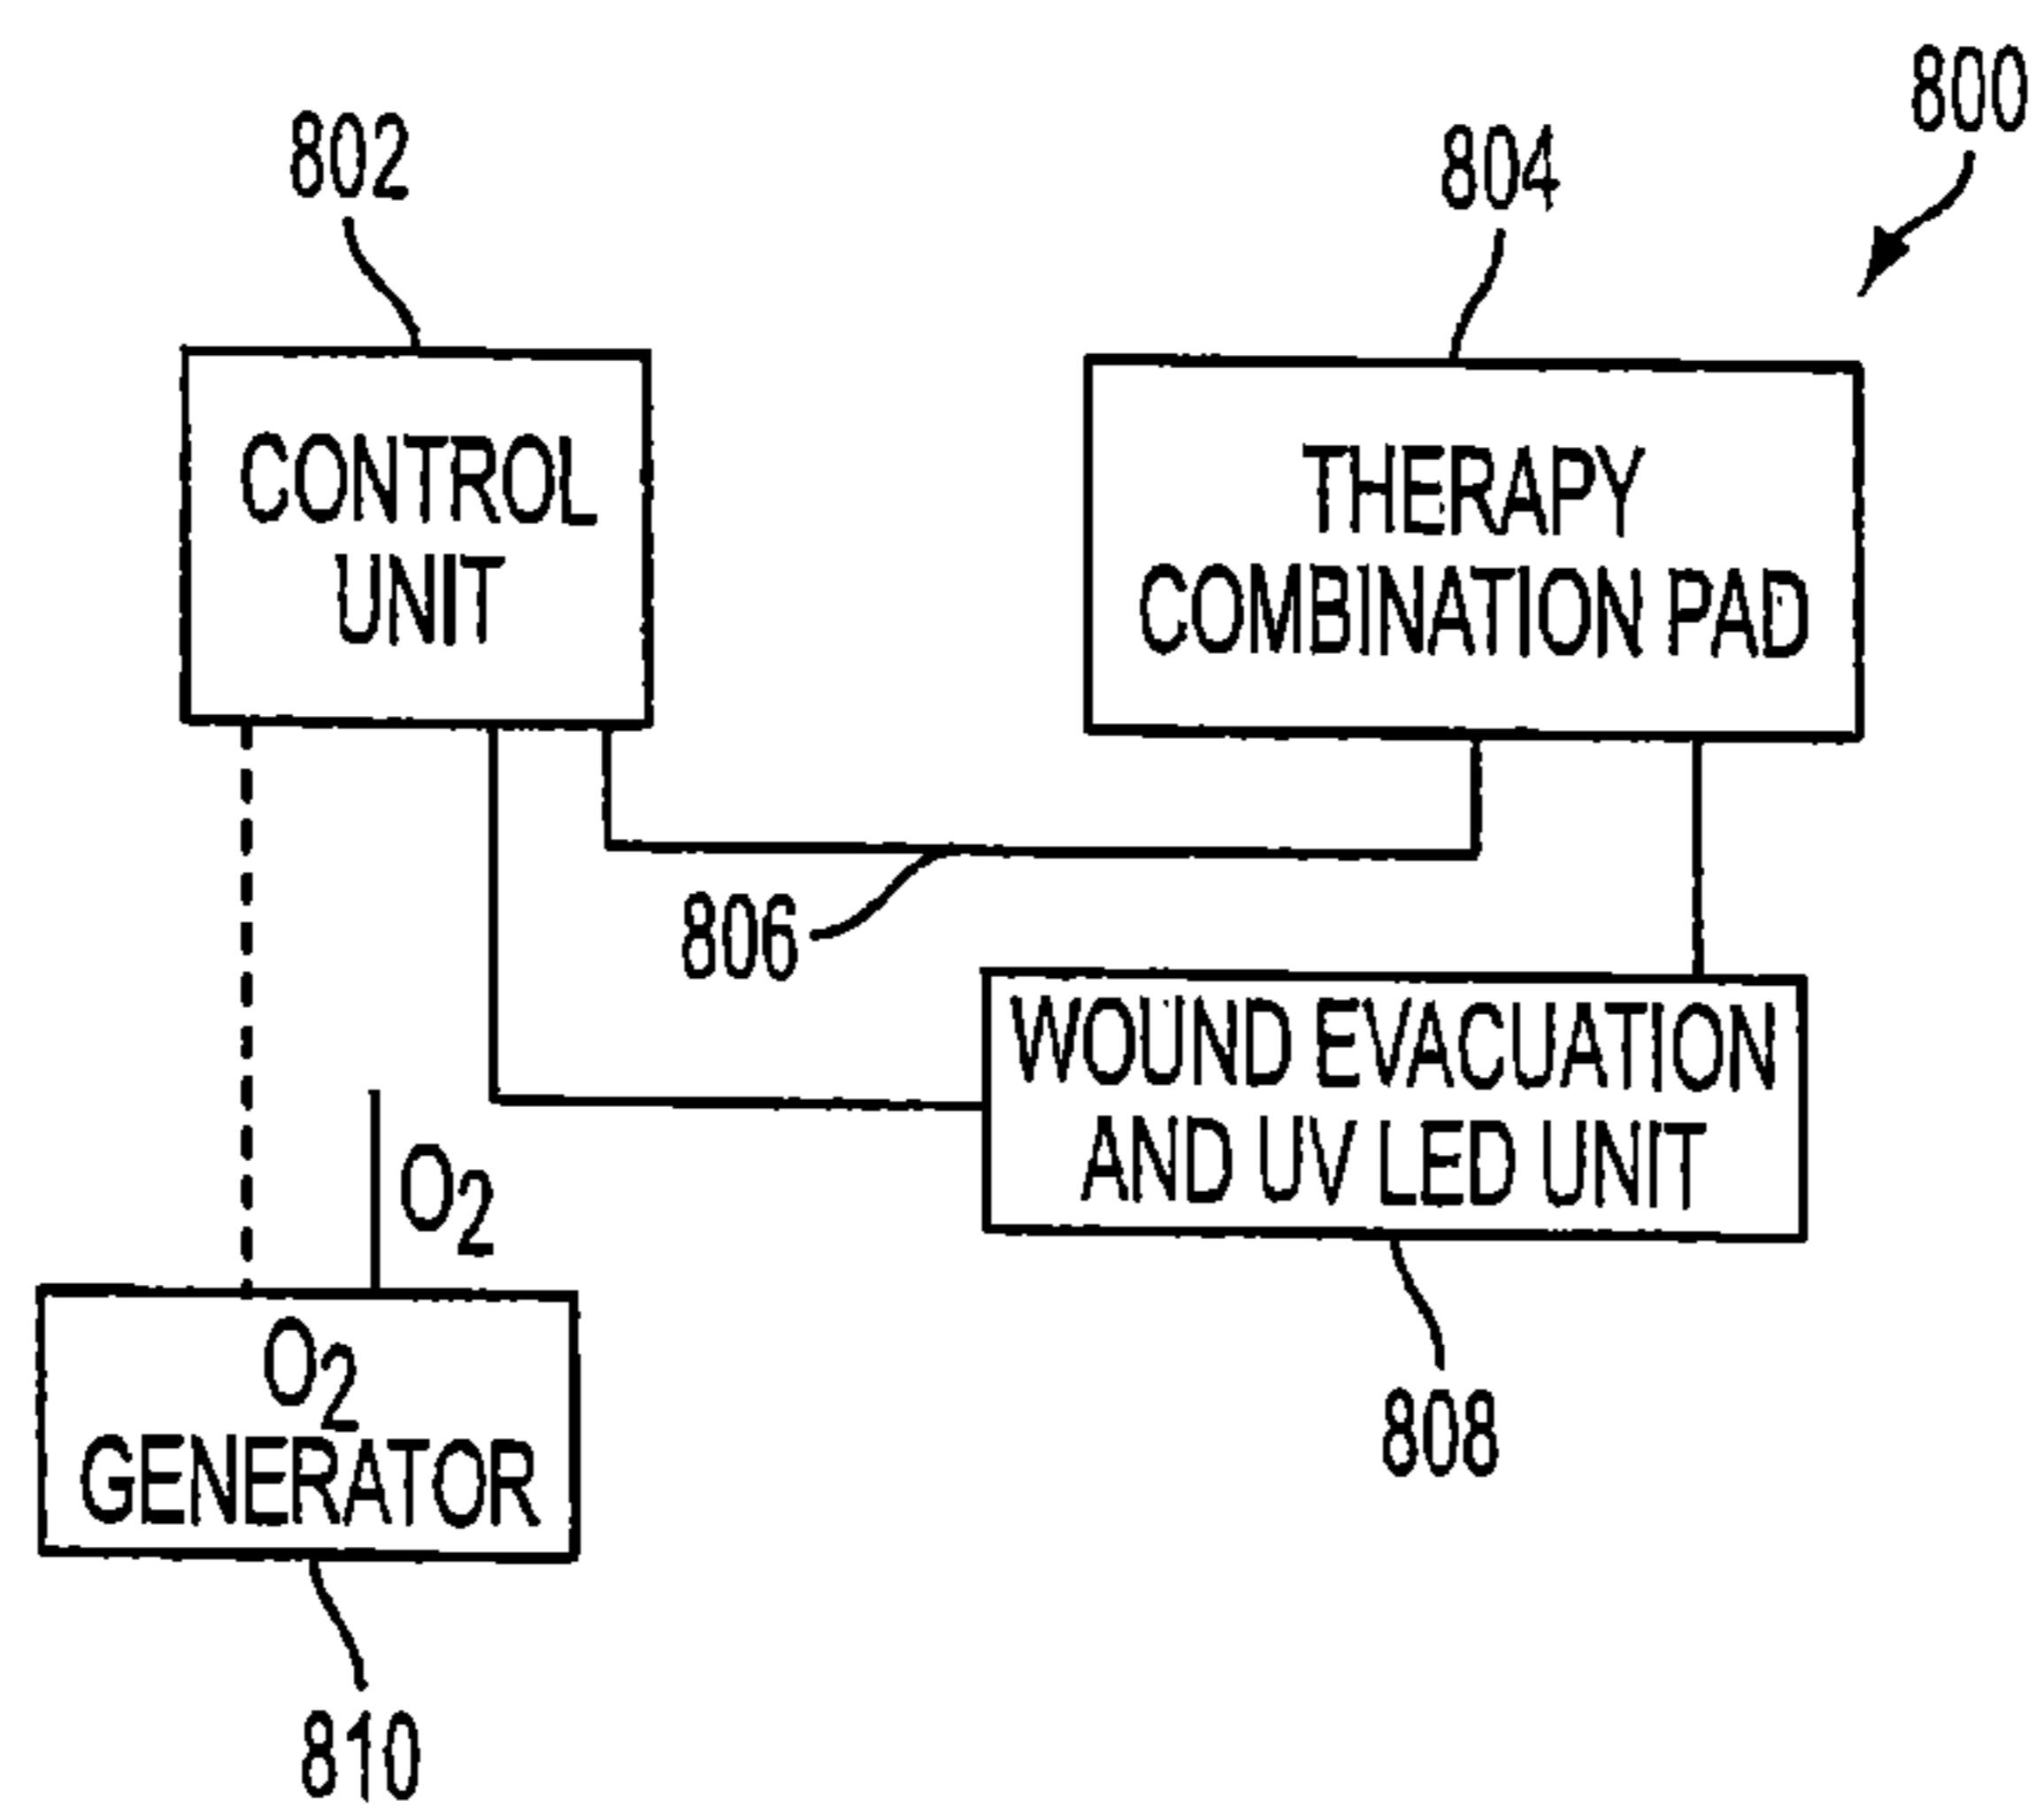 800
802
804
CONTROL
UNIT
THERAPY
COMBINATION PAD
806
WOUND EVACUATION
AND UV LED UNIT
O2
O2
GENERATOR
808
810